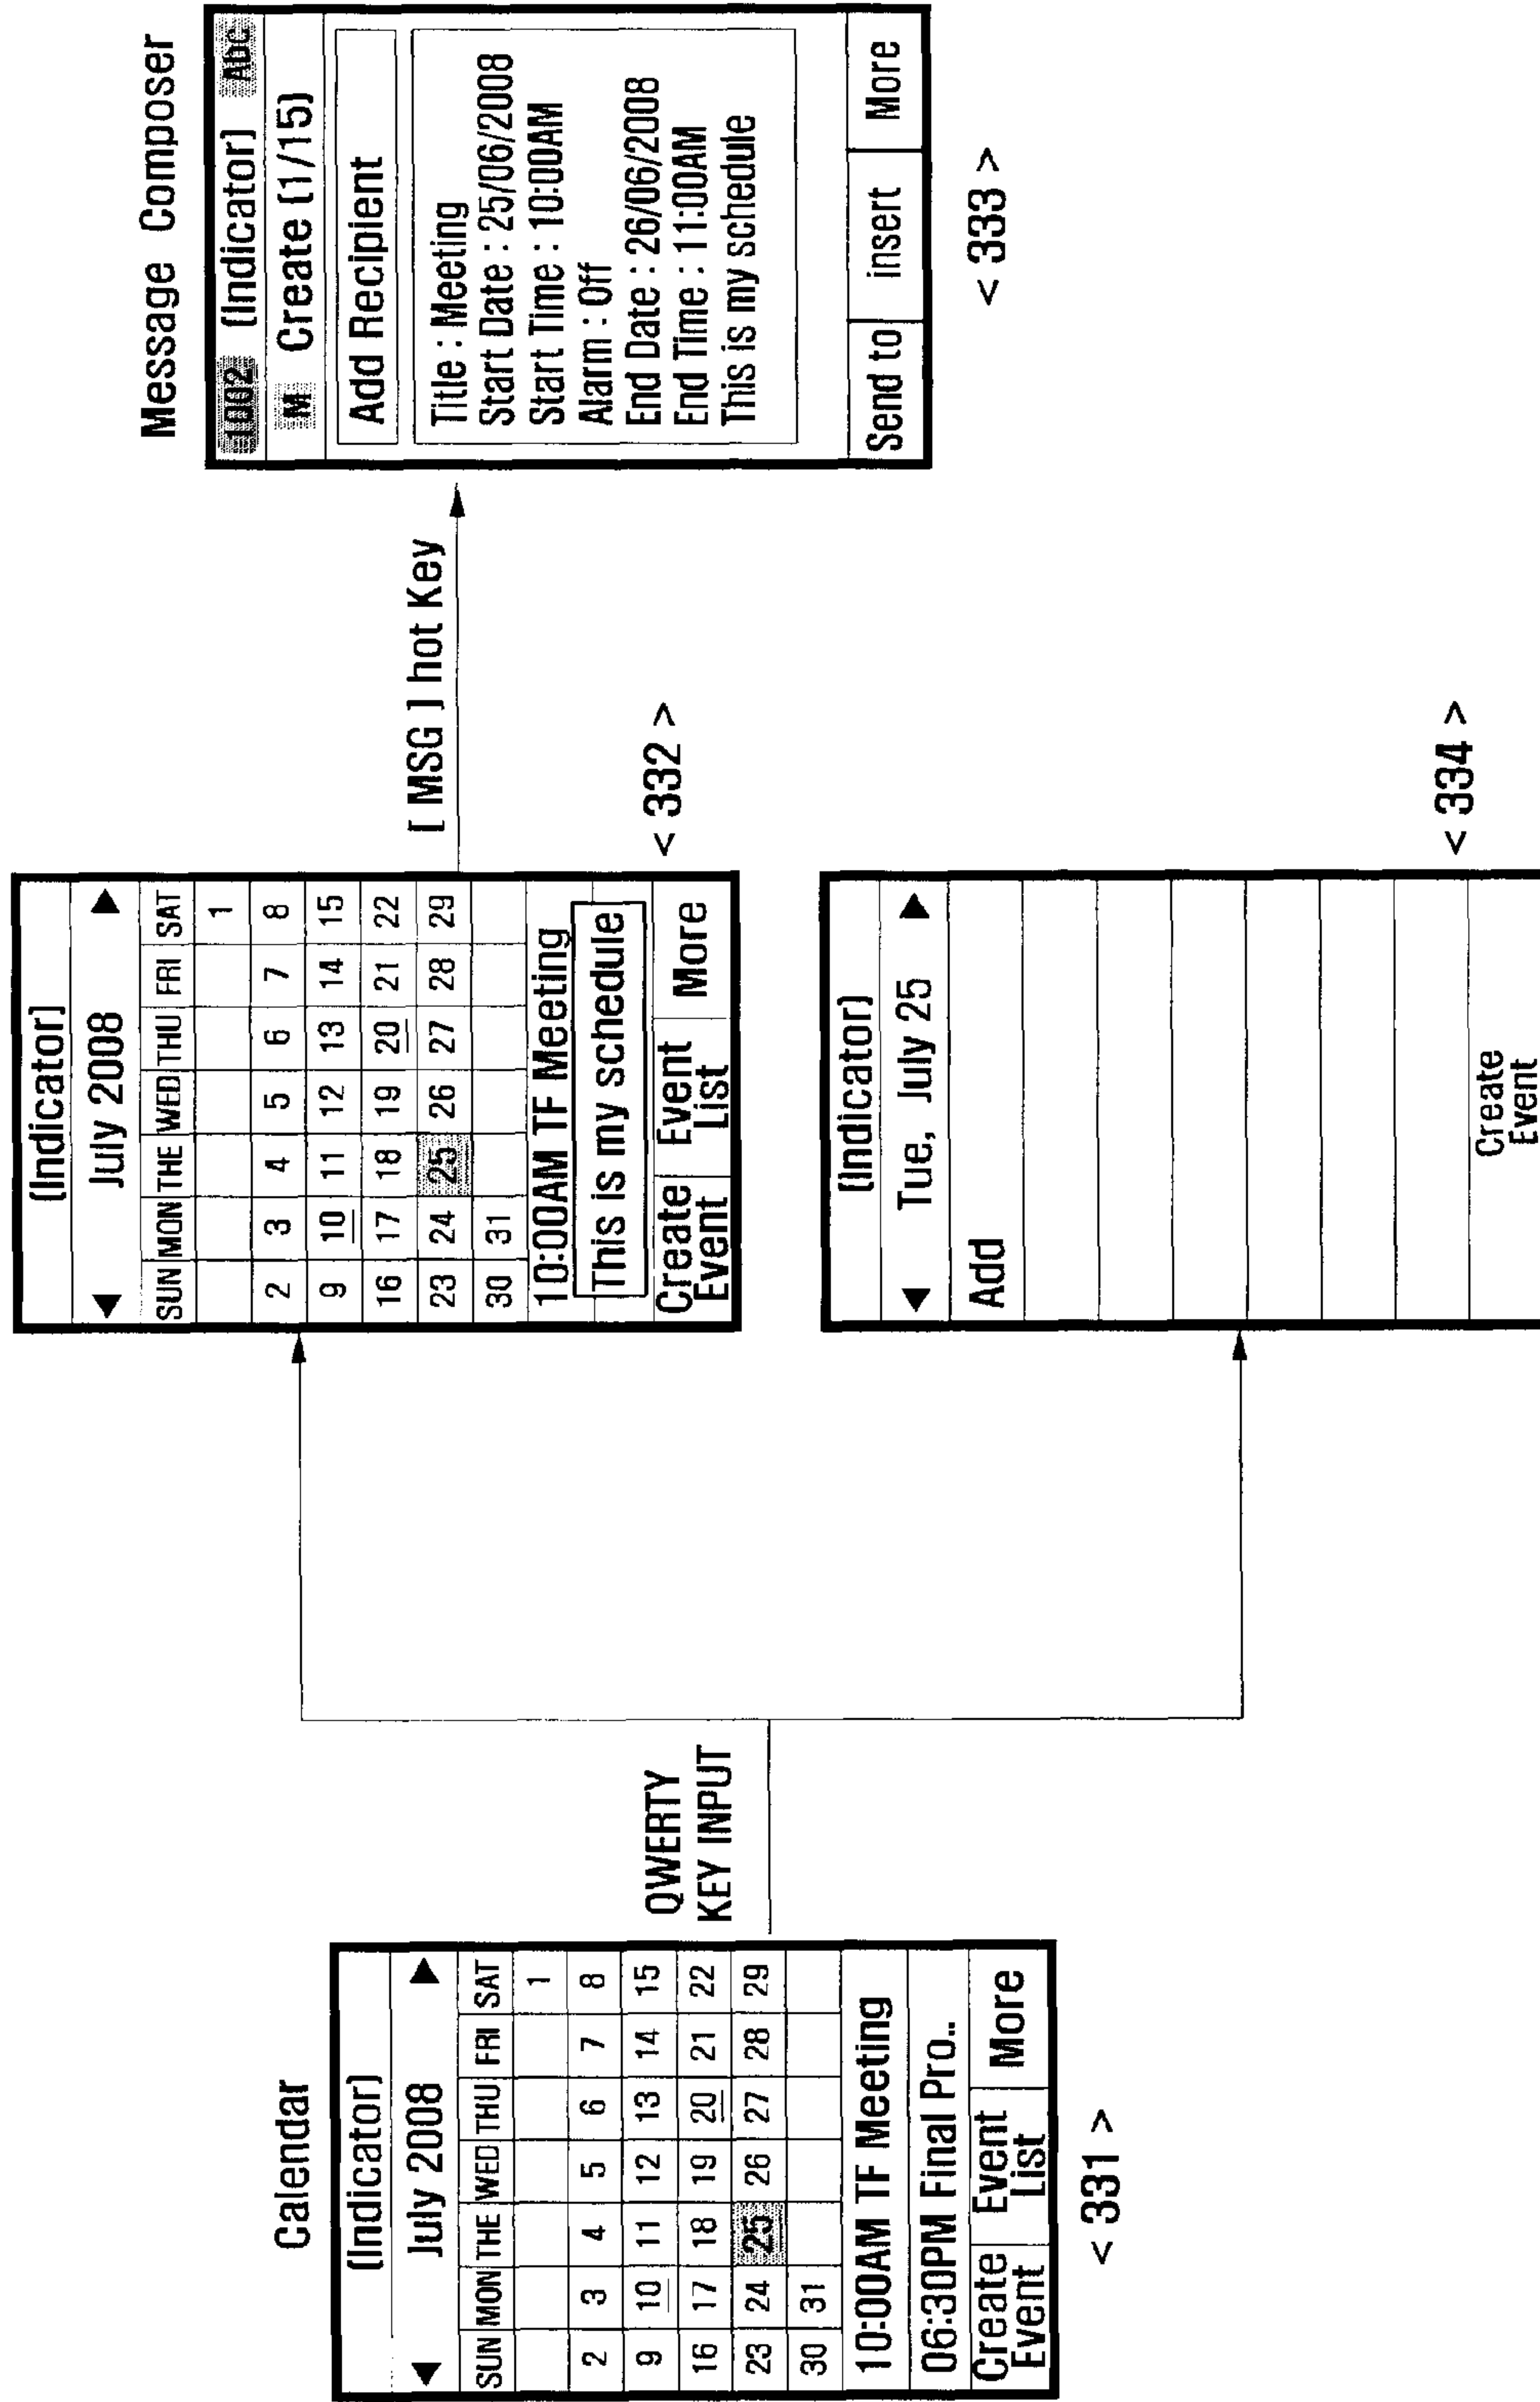 Calendar
(Indicator)
◀ July 2008 ▶
SUN MON THE WED THU FRI SAT
1
2 3 4 5 6 7 8
9 10 11 12 13 14 15
16 17 18 19 20 21 22
23 24 25 26 27 28 29
30 31
10:00AM TF Meeting
06:30PM Final Pro..
Create Event
Event List
More
< 331 >
QWERTY
KEY INPUT
(Indicator)
◀ July 2008 ▶
SUN MON THE WED THU FRI SAT
1
2 3 4 5 6 7 8
9 10 11 12 13 14 15
16 17 18 19 20 21 22
23 24 25 26 27 28 29
30 31
10:00AM TF Meeting
This is my schedule
Create Event
Event List
More
< 332 >
[ MSG ] hot Key
(Indicator)
◀ Tue, July 25 ▶
Add
Create
Event
< 334 >
Message Composer
1002 (Indicator) Abc
M Create (1/15)
Add Recipient
Title : Meeting
Start Date : 25/06/2008
Start Time : 10:00AM
Alarm : Off
End Date : 26/06/2008
End Time : 11:00AM
This is my schedule
Send to insert More
< 333 >